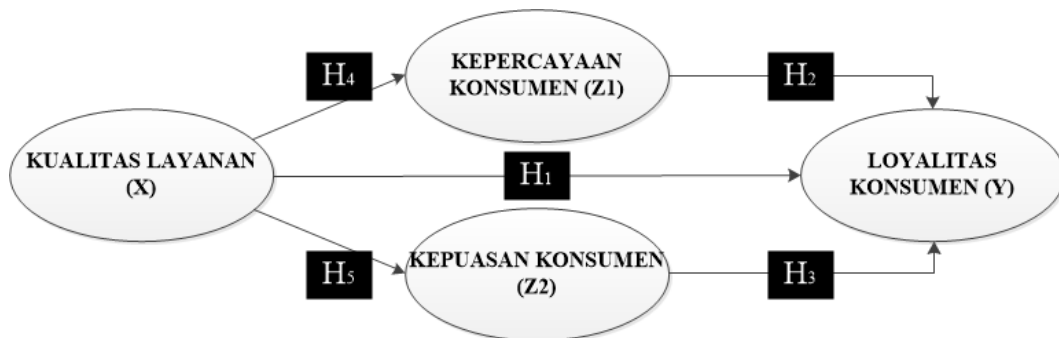 H4
KEPERCAYAAN
KONSUMEN (Z1)
H2
KUALITAS LAYANAN
(X)
H1
LOYALITAS
KONSUMEN (Y)
H5
KEPUASAN KONSUMEN
(Z2)
H3